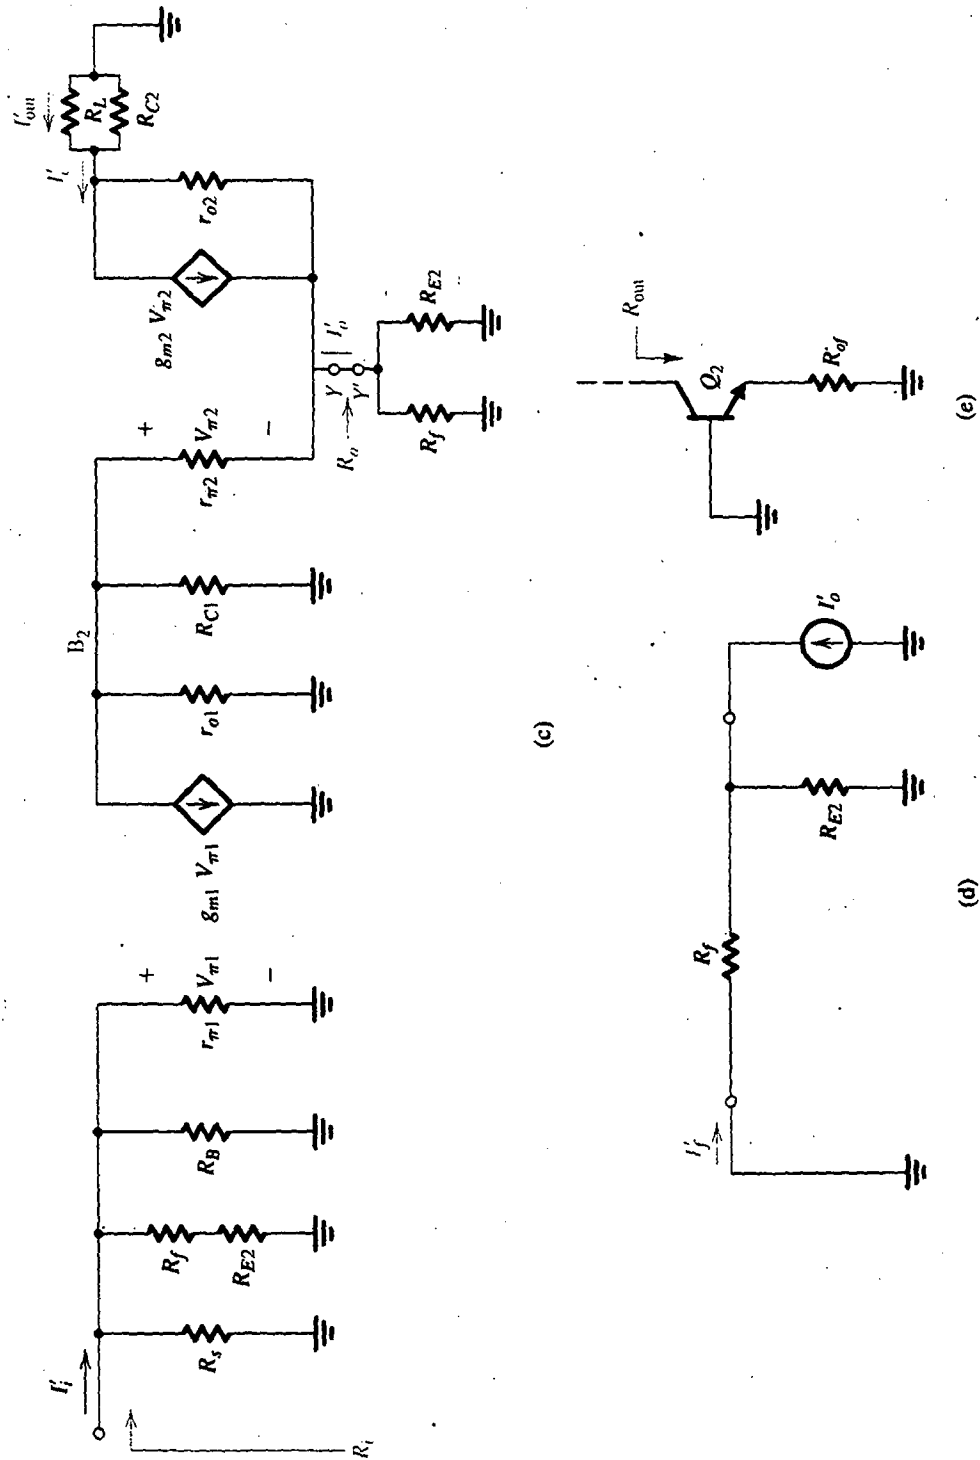 I'i
Ri
Rs
Rf
RE2
RB
rπ1
+
Vπ1
−
gm1 Vπ1
ro1
RC1
B2
rπ2
+
Vπ2
−
gm2 Vπ2
ro2
I'c
I'out
RL
RC2
Y
Y'
I'o
Ro
Rf
RE2
(c)
I'f
Rf
RE2
I'o
(d)
Rout
Q2
Rof
(e)